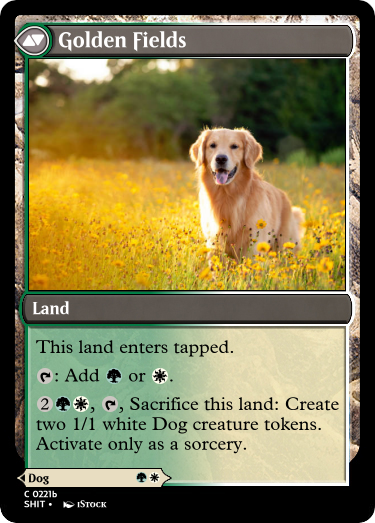 Golden Fields
Land
This land enters tapped.
: Add or .
2 , , Sacrifice this land: Create
two 1/1 white Dog creature tokens.
Activate only as a sorcery.
Dog
C 0221b
SHIT • iStock